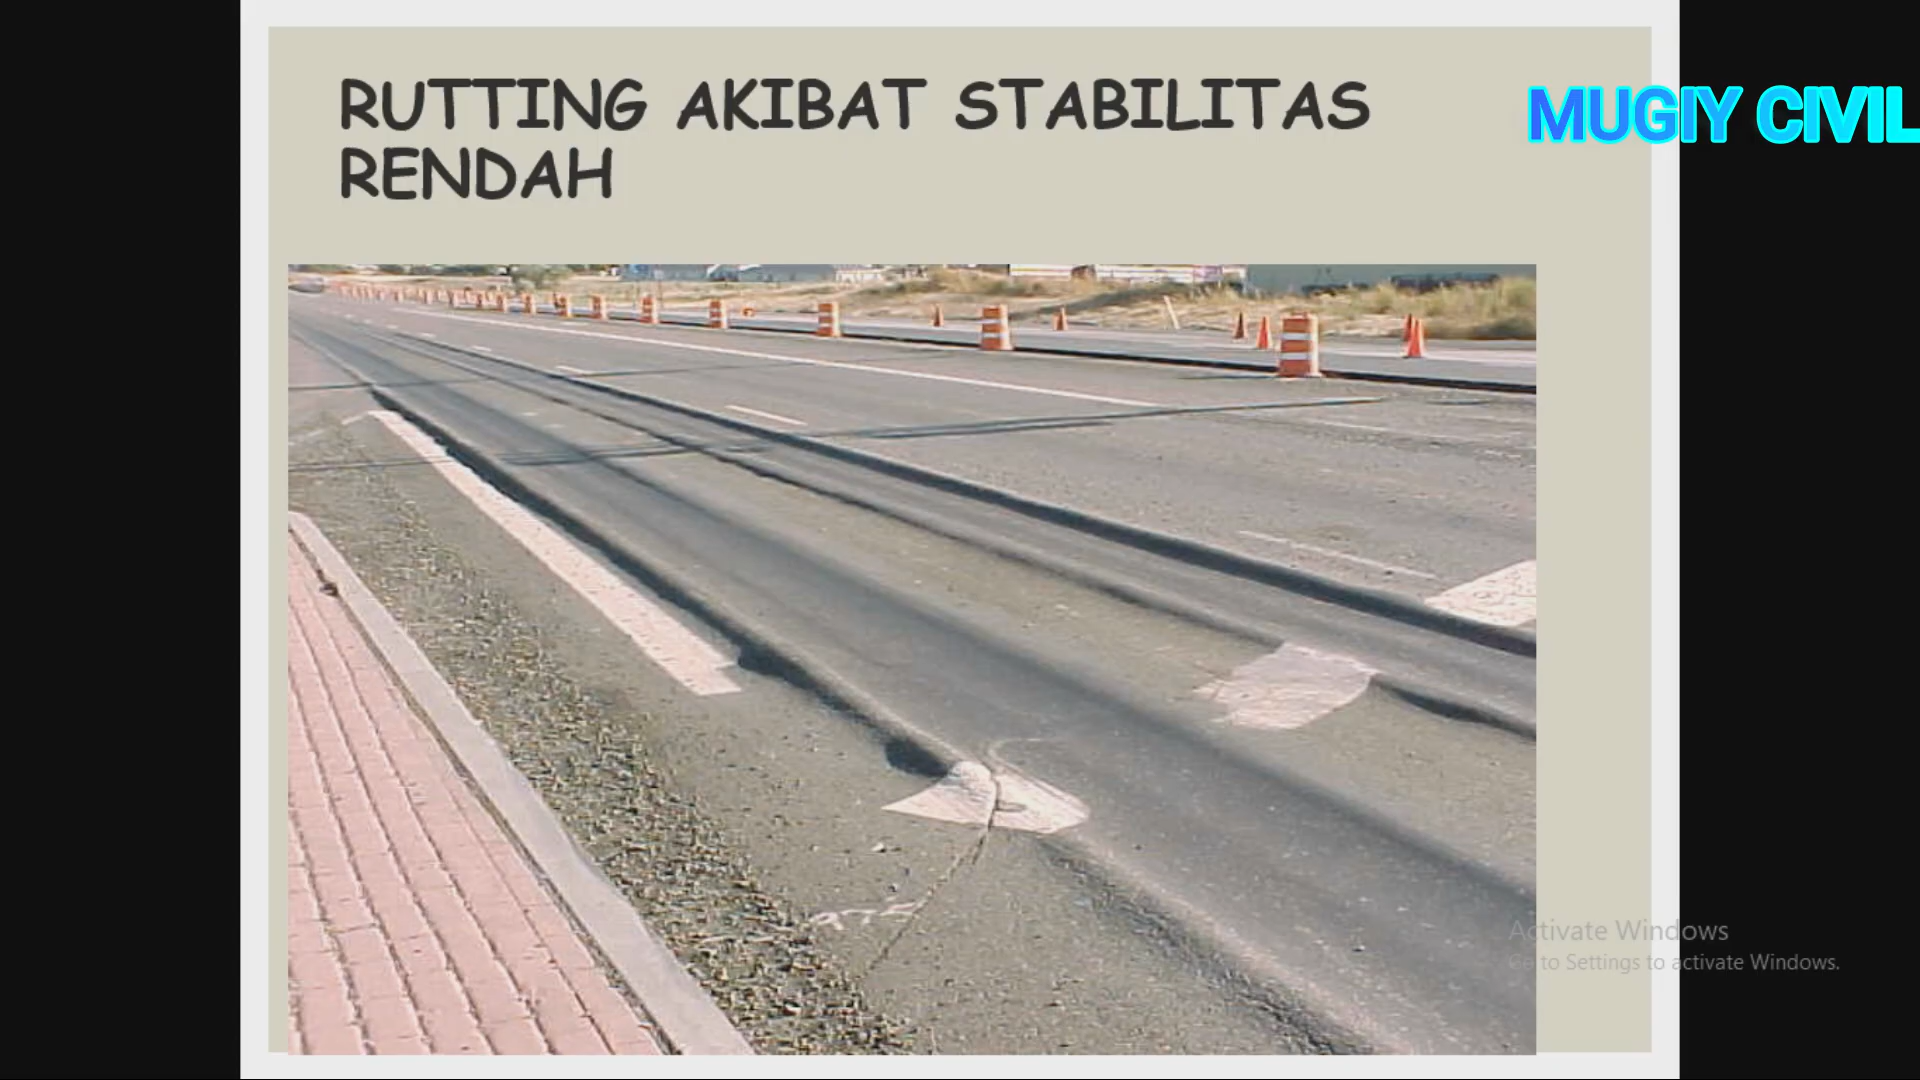 RUTTING AKIBAT STABILITAS
RENDAH
MUGIY CIVIL
Activate Windows
Go to Settings to activate Windows.